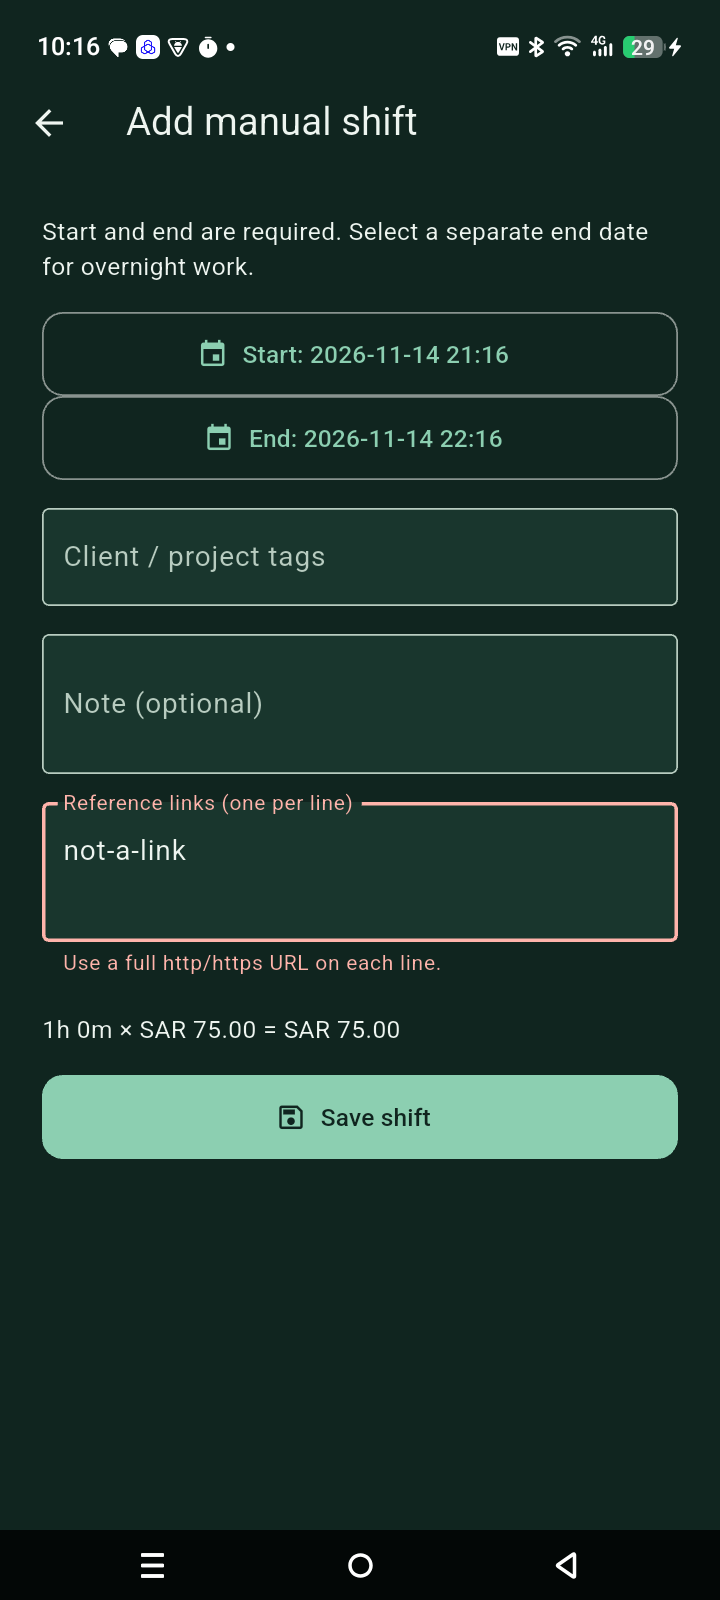 10:16
VPN
4G
29
Add manual shift
Start and end are required. Select a separate end date
for overnight work.
Start: 2026-11-14 21:16
End: 2026-11-14 22:16
Client / project tags
Note (optional)
Reference links (one per line)
not-a-link
Use a full http/https URL on each line.
1h 0m × SAR 75.00 = SAR 75.00
Save shift